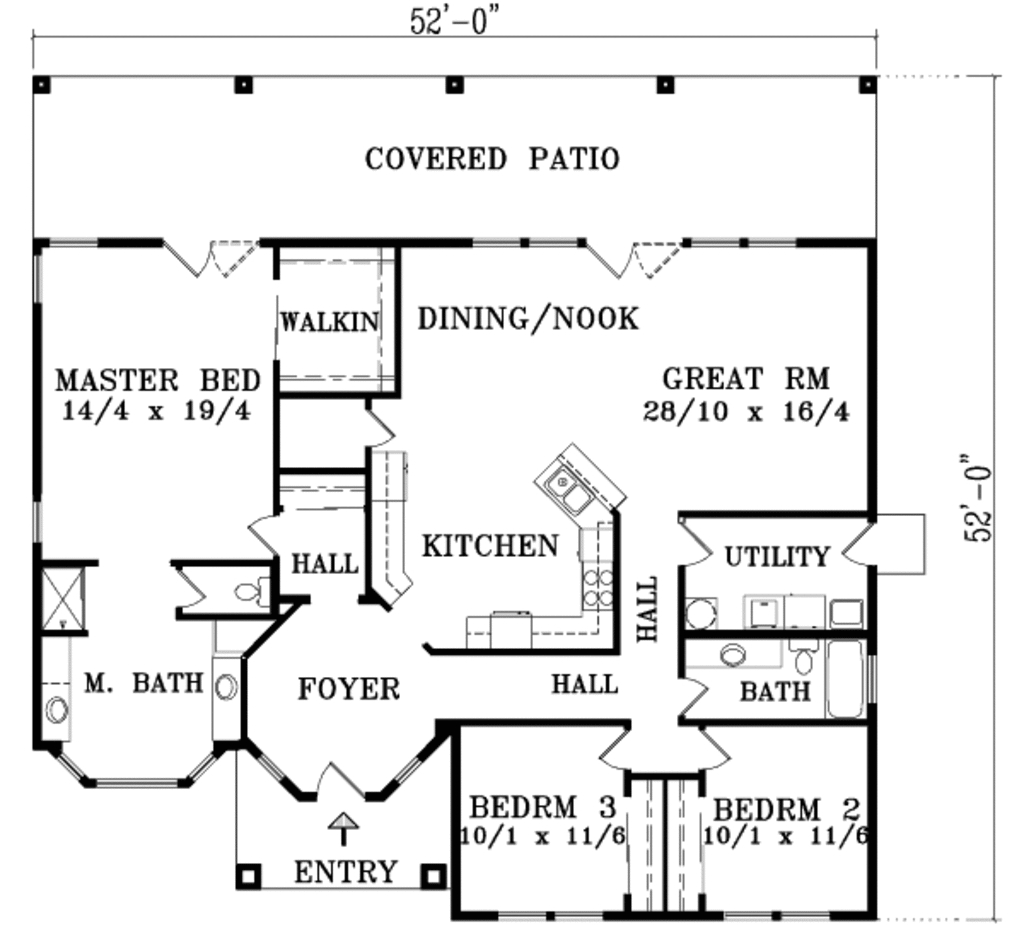 52'-0"
COVERED PATIO
WALKIN
DINING/NOOK
MASTER BED
14/4 x 19/4
GREAT RM
28/10 x 16/4
52'-0"
KITCHEN
UTILITY
HALL
HALL
M. BATH
FOYER
HALL
BATH
BEDRM 3
10/1 x 11/6
BEDRM 2
10/1 x 11/6
ENTRY